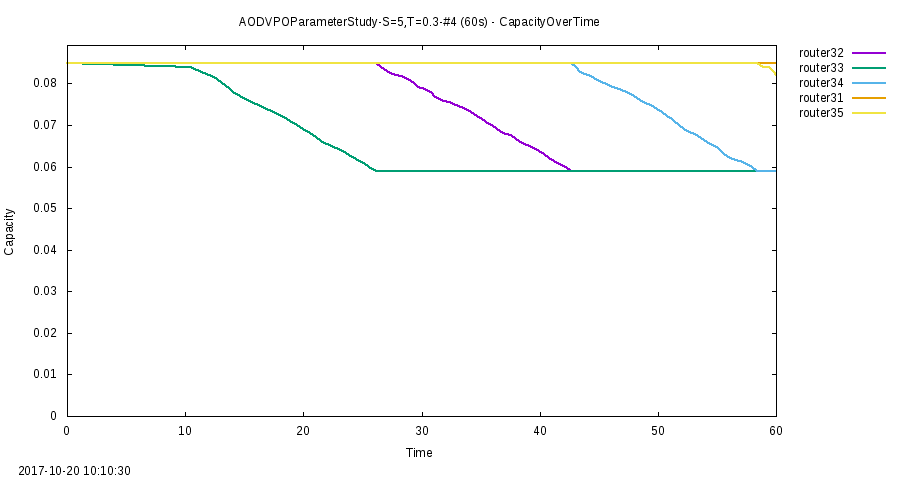 AODVPOParameterStudy-S=5,T=0.3-#4 (60s) - CapacityOverTime
router32
router33
router34
router31
router35
0.08
0.07
0.06
0.05
0.04
0.03
0.02
0.01
0
Capacity
0 10 20 30 40 50 60
Time
2017-10-20 10:10:30